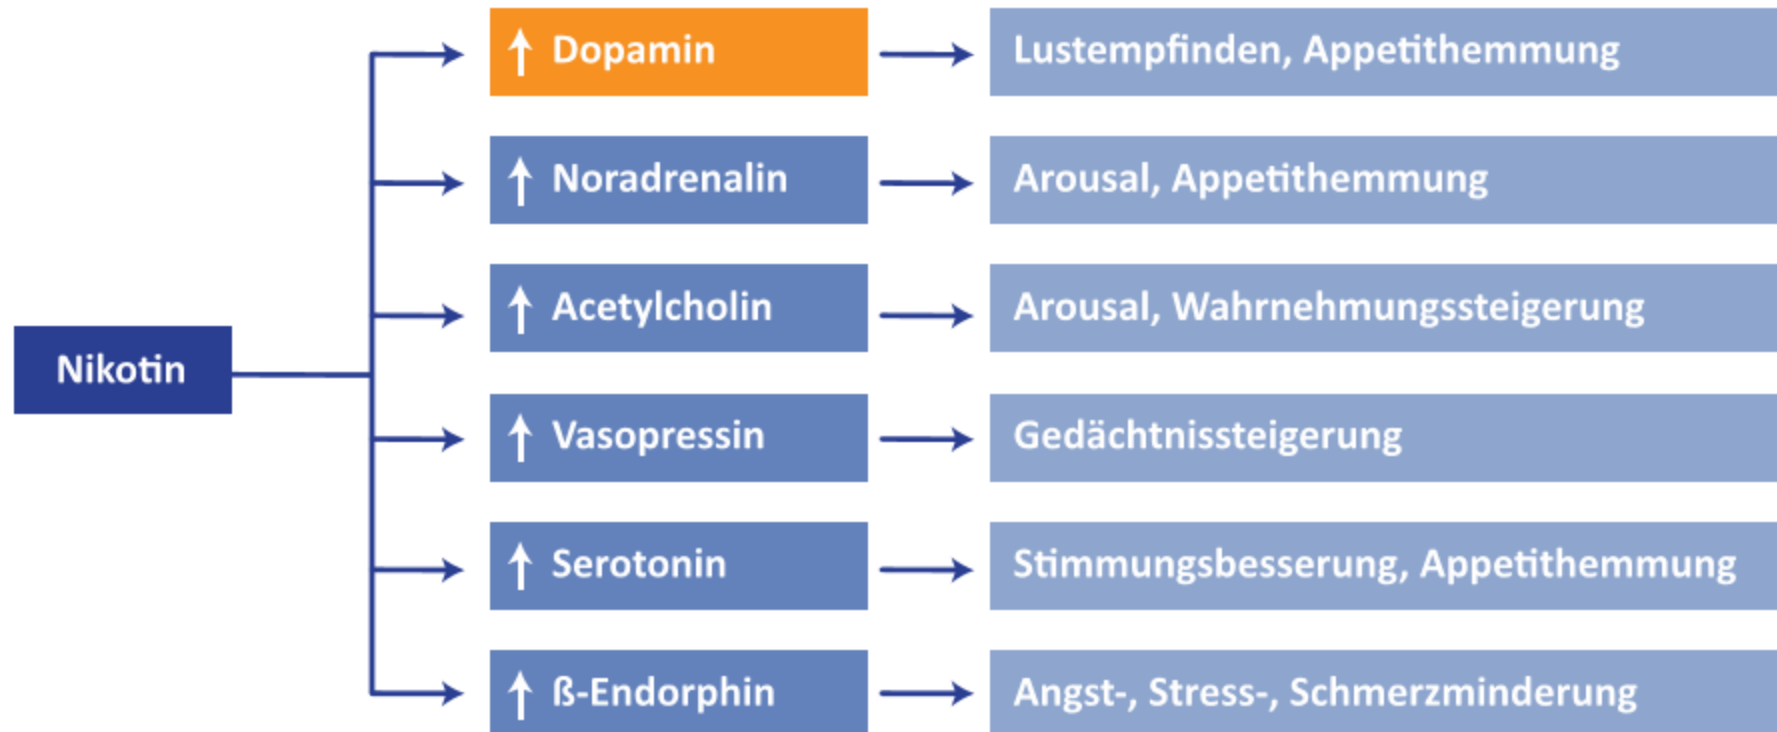 ↑ Dopamin
Lustempfinden, Appetithemmung
↑ Noradrenalin
Arousal, Appetithemmung
↑ Acetylcholin
Arousal, Wahrnehmungssteigerung
Nikotin
↑ Vasopressin
Gedächtnissteigerung
↑ Serotonin
Stimmungsbesserung, Appetithemmung
↑ ß-Endorphin
Angst-, Stress-, Schmerzminderung